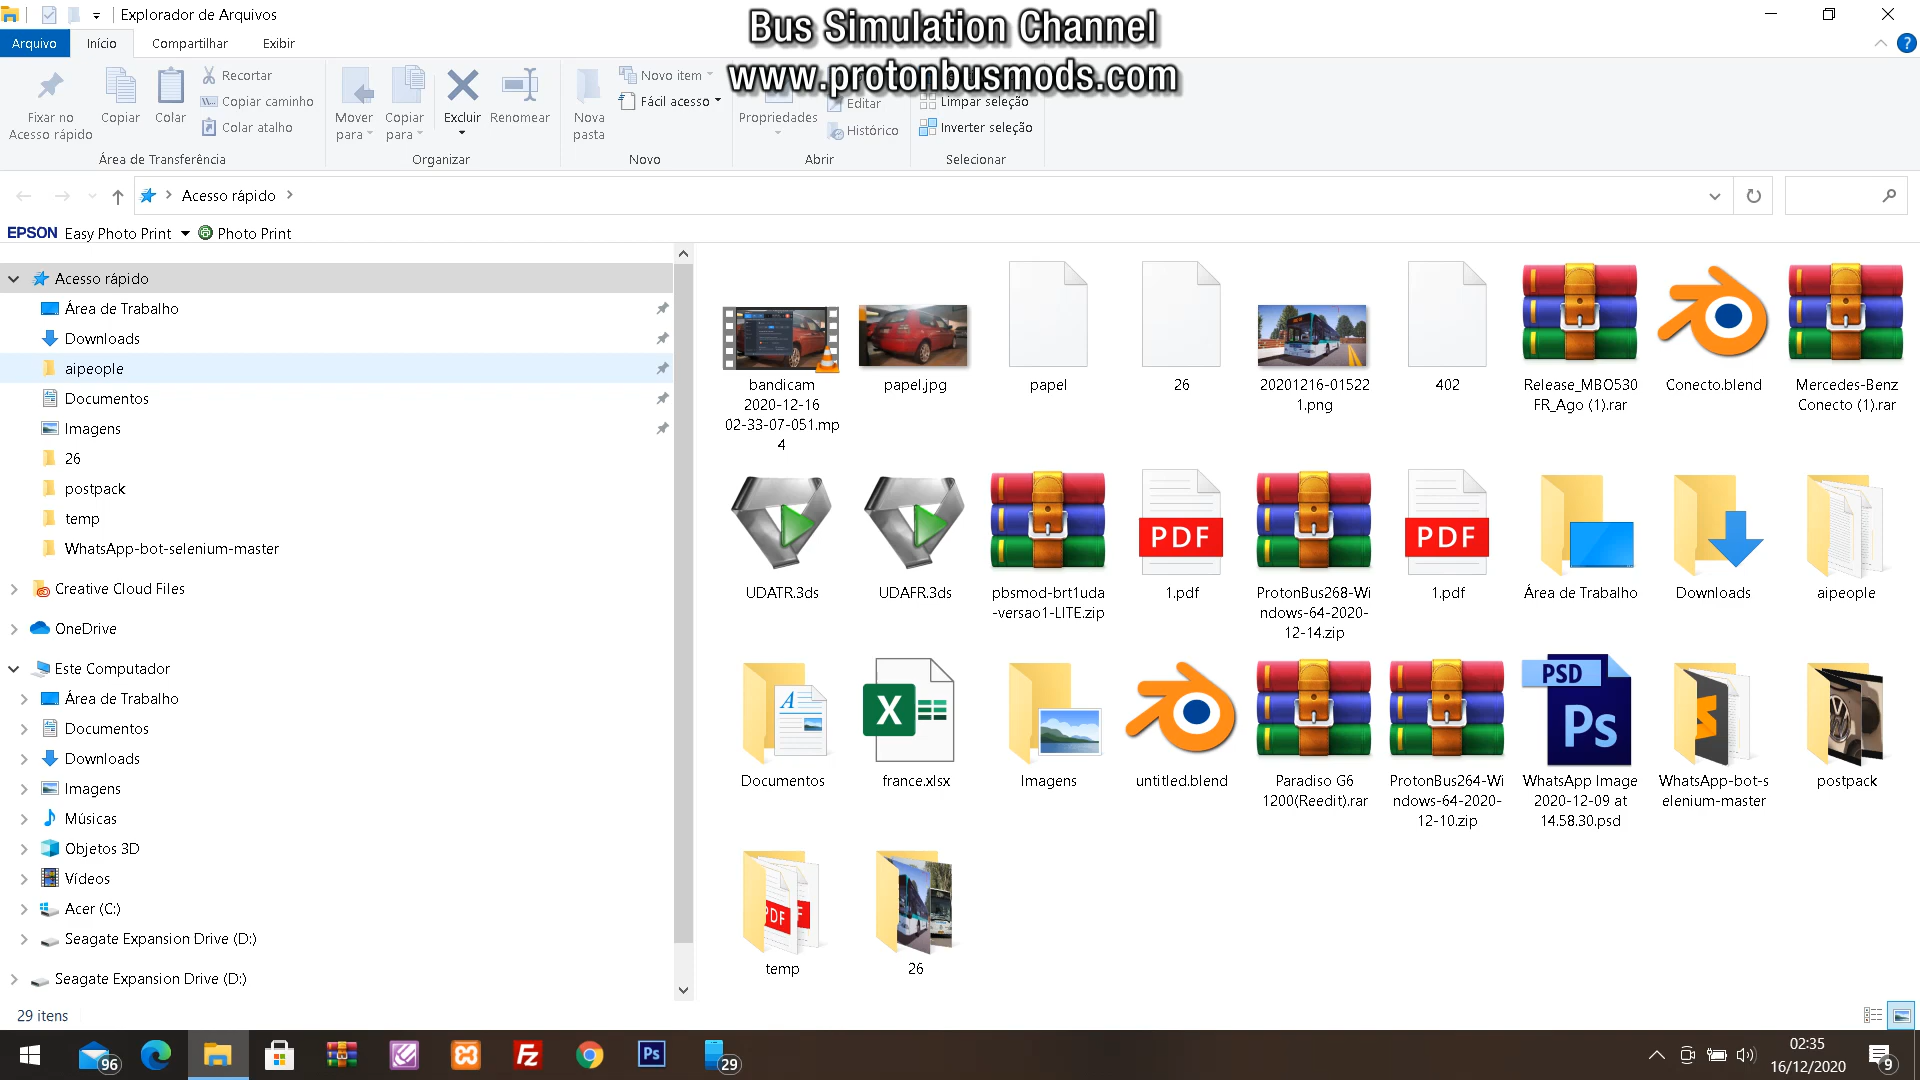 Explorador de Arquivos
Bus Simulation Channel
www.protonbusmods.com
Arquivo
Início
Compartilhar
Exibir
Fixar no
Acesso rápido
Copiar
Colar
Recortar
Copiar caminho
Colar atalho
Área de Transferência
Mover
para
Copiar
para
Excluir
Renomear
Organizar
Nova
pasta
Novo item
Fácil acesso
Novo
Propriedades
Editar
Histórico
Abrir
Limpar seleção
Inverter seleção
Selecionar
Acesso rápido
EPSON Easy Photo Print Photo Print
Acesso rápido
Área de Trabalho
Downloads
aipeople
Documentos
Imagens
26
postpack
temp
WhatsApp-bot-selenium-master
Creative Cloud Files
OneDrive
Este Computador
Área de Trabalho
Documentos
Downloads
Imagens
Músicas
Objetos 3D
Vídeos
Acer (C:)
Seagate Expansion Drive (D:)
Seagate Expansion Drive (D:)
bandicam
2020-12-16
02-33-07-051.mp
4
papel.jpg
papel
26
20201216-01522
1.png
402
Release_MBO530
FR_Ago (1).rar
Conecto.blend
Mercedes-Benz
Conecto (1).rar
UDATR.3ds
UDAFR.3ds
pbsmod-brt1uda
-versao1-LITE.zip
PDF
1.pdf
ProtonBus268-Wi
ndows-64-2020-
12-14.zip
PDF
1.pdf
Área de Trabalho
Downloads
aipeople
Documentos
X
france.xlsx
Imagens
untitled.blend
Paradiso G6
1200(Reedit).rar
ProtonBus264-Wi
ndows-64-2020-
12-10.zip
PSD
Ps
WhatsApp Image
2020-12-09 at
14.58.30.psd
WhatsApp-bot-s
elenium-master
postpack
PDF
temp
26
29 itens
96
Fz
Ps
29
02:35
16/12/2020
9